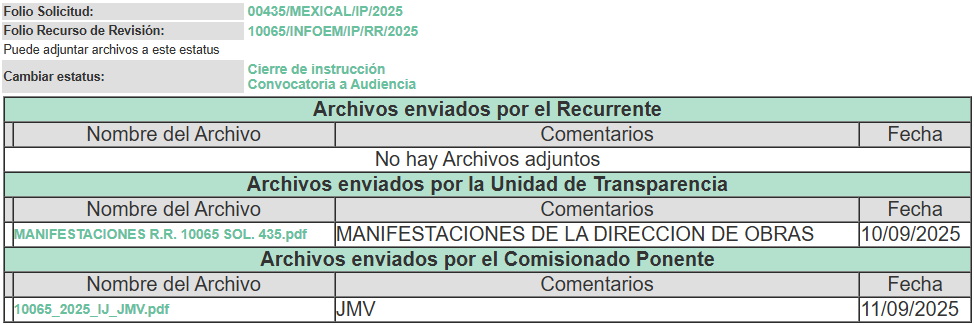 Folio Solicitud: 00435/MEXICAL/IP/2025
Folio Recurso de Revisión: 10065/INFOEM/IP/RR/2025
Puede adjuntar archivos a este estatus
Cambiar estatus: Cierre de instrucción
Convocatoria a Audiencia
Archivos enviados por el Recurrente
Nombre del Archivo Comentarios Fecha
No hay Archivos adjuntos
Archivos enviados por la Unidad de Transparencia
Nombre del Archivo Comentarios Fecha
MANIFESTACIONES R.R. 10065 SOL. 435.pdf MANIFESTACIONES DE LA DIRECCION DE OBRAS 10/09/2025
Archivos enviados por el Comisionado Ponente
Nombre del Archivo Comentarios Fecha
10065_2025_IJ_JMV.pdf JMV 11/09/2025